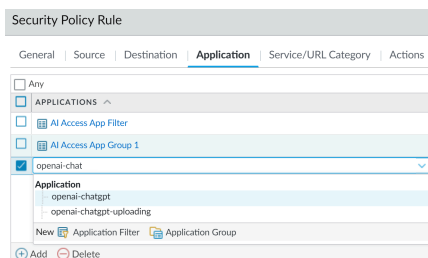 Security Policy Rule
General | Source | Destination | Application | Service/URL Category | Actions
Any
APPLICATIONS
AI Access App Filter
AI Access App Group 1
openai-chat
Application
openai-chatgpt
openai-chatgpt-uploading
New Application Filter Application Group
Add Delete